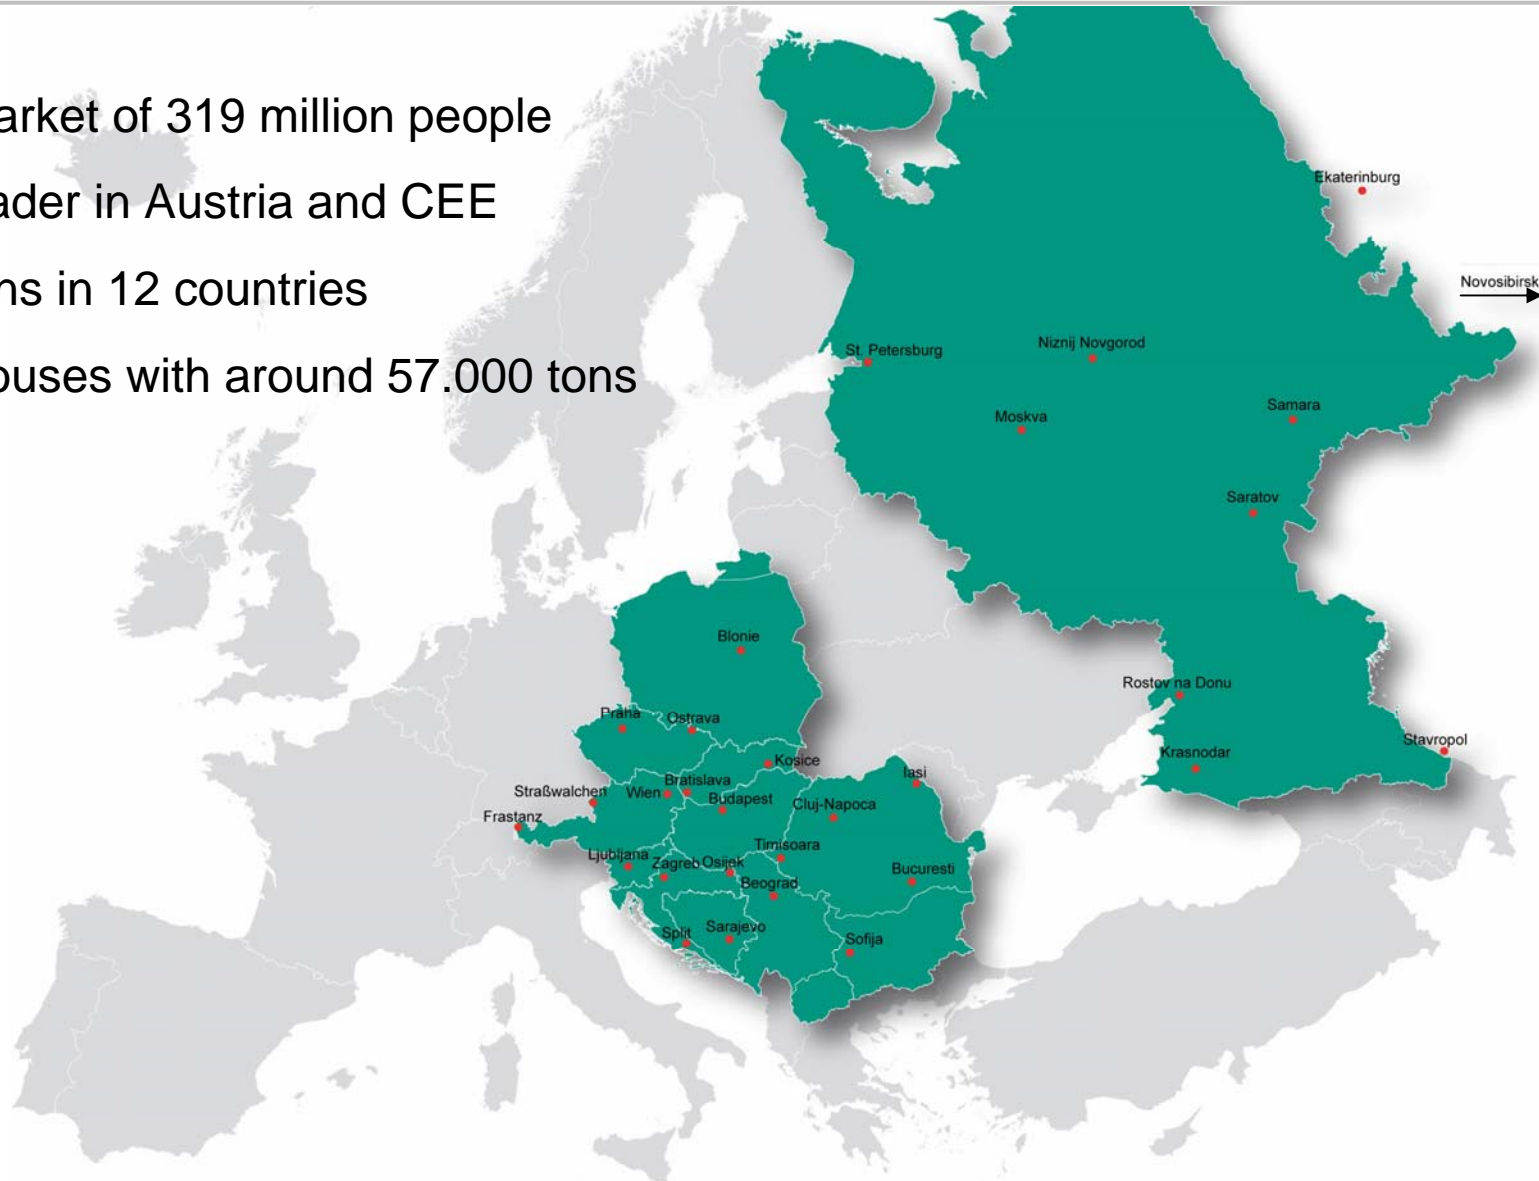 arket of 319 million people
ader in Austria and CEE
ns in 12 countries
ouses with around 57.000 tons
Ekaterinburg
Novosibirsk
St. Petersburg
Niznij Novgorod
Moskva
Samara
Saratov
Blonie
Rostov na Donu
Praha
Ostrava
Krasnodar
Stavropol
Kosice
Iasi
Straßwalchen
Wien
Bratislava
Budapest
Cluj-Napoca
Frastanz
Ljubljana
Zagreb
Osijek
Timisoara
Beograd
Bucuresti
Split
Sarajevo
Sofija